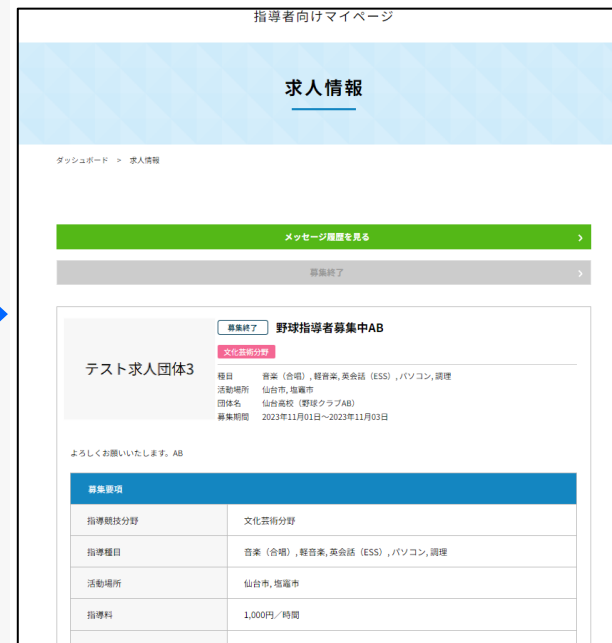 指導者向けマイページ
求人情報
ダッシュボード > 求人情報
メッセージ履歴を見る
募集終了
テスト求人団体3
募集終了 野球指導者募集中AB
文化芸術分野
種目 音楽（合唱）, 軽音楽, 英会話（ESS）, パソコン, 調理
活動場所 仙台市, 塩竈市
団体名 仙台高校（野球クラブAB）
募集期間 2023年11月01日～2023年11月03日
よろしくお願いいたします。AB
募集要項
指導競技分野 文化芸術分野
指導種目 音楽（合唱）, 軽音楽, 英会話（ESS）, パソコン, 調理
活動場所 仙台市, 塩竈市
指導料 1,000円／時間